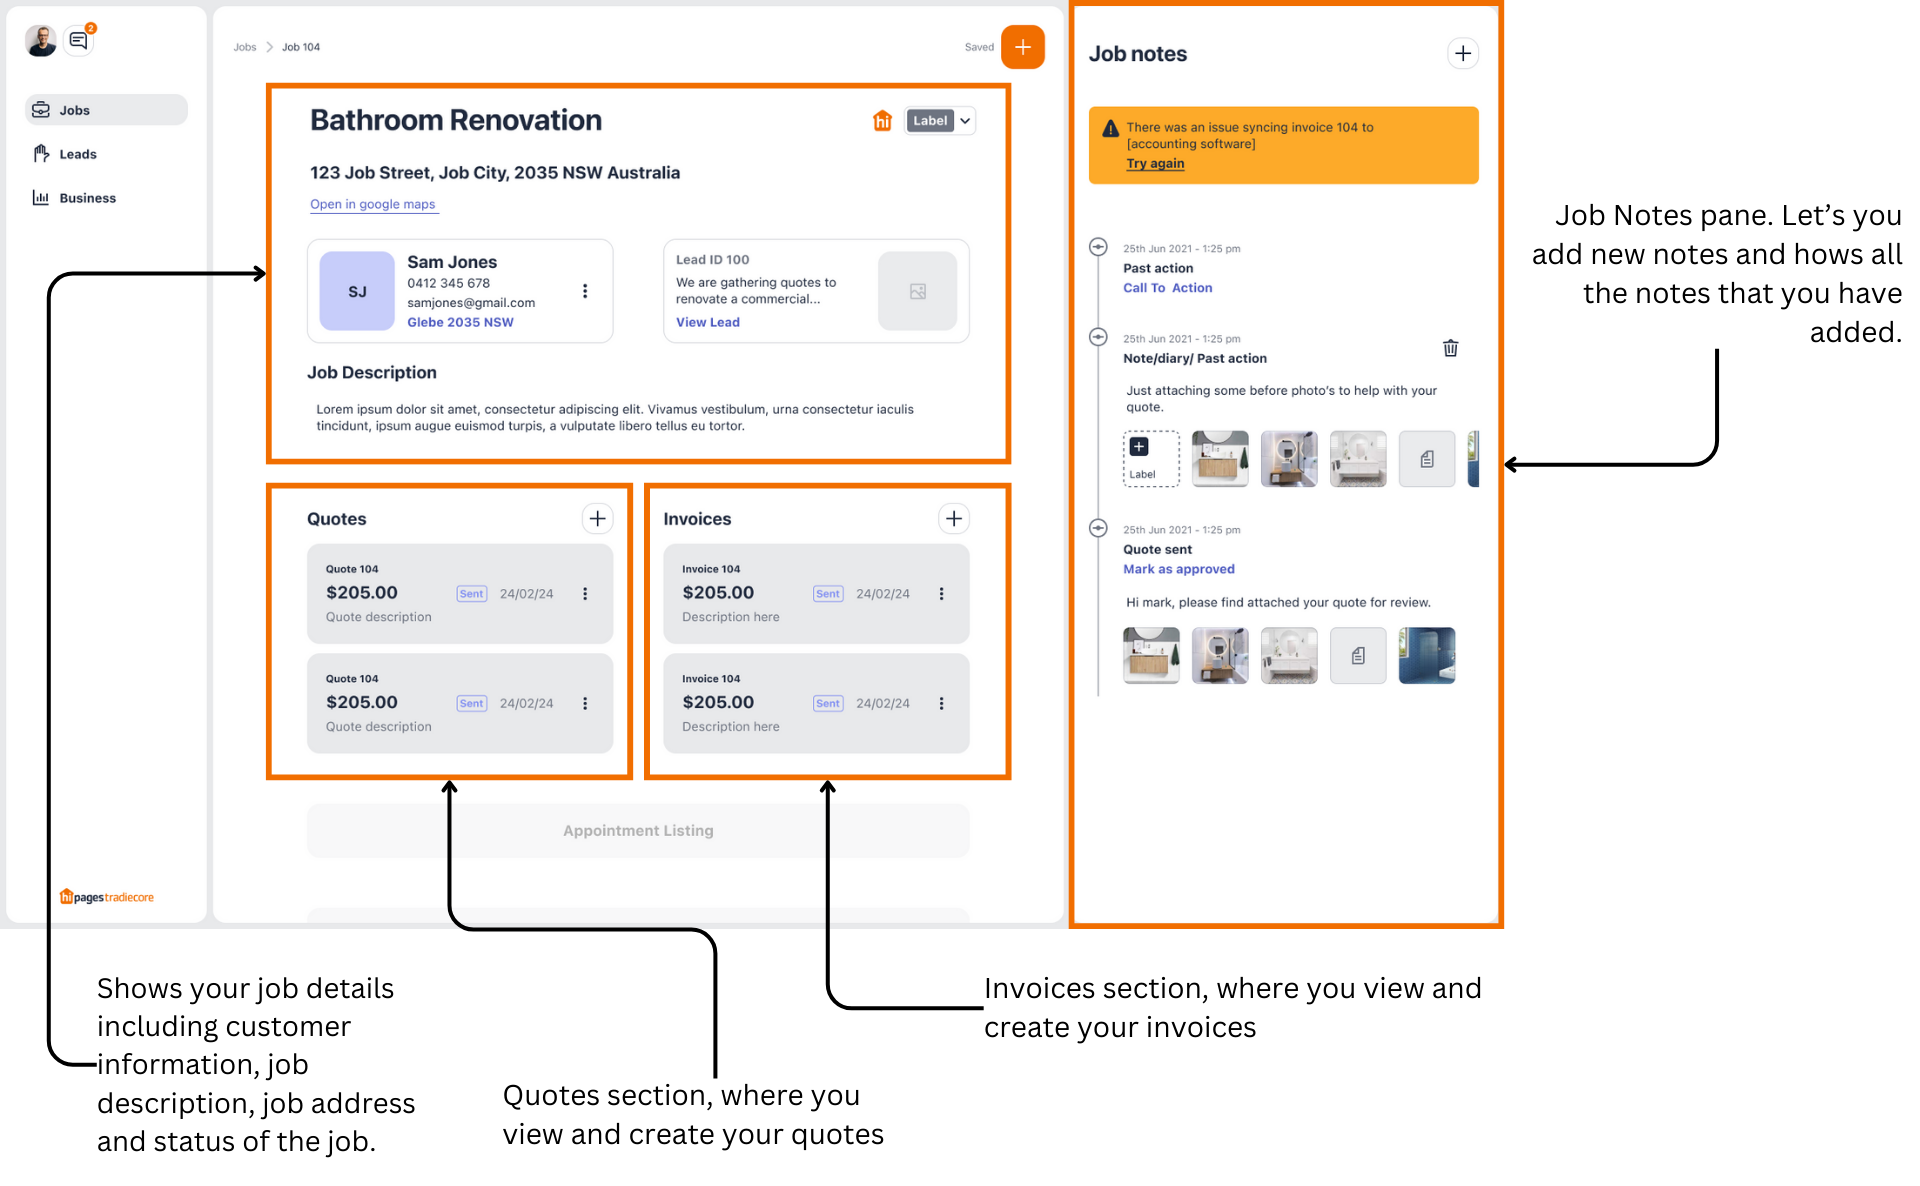 2
Jobs
Leads
Business
hipages tradiecore
Jobs > Job 104
Saved
Bathroom Renovation
hi
Label
123 Job Street, Job City, 2035 NSW Australia
Open in google maps
SJ
Sam Jones
0412 345 678
samjones@gmail.com
Glebe 2035 NSW
Lead ID 100
We are gathering quotes to
renovate a commercial...
View Lead
Job Description
Lorem ipsum dolor sit amet, consectetur adipiscing elit. Vivamus vestibulum, urna consectetur iaculis
tincidunt, ipsum augue euismod turpis, a vulputate libero tellus eu tortor.
Quotes
Quote 104
$205.00 Sent 24/02/24
Quote description
Quote 104
$205.00 Sent 24/02/24
Quote description
Invoices
Invoice 104
$205.00 Sent 24/02/24
Description here
Invoice 104
$205.00 Sent 24/02/24
Description here
Appointment Listing
Job notes
There was an issue syncing invoice 104 to
[accounting software]
Try again
25th Jun 2021 - 1:25 pm
Past action
Call To Action
25th Jun 2021 - 1:25 pm
Note/diary/ Past action
Just attaching some before photo's to help with your
quote.
Label
25th Jun 2021 - 1:25 pm
Quote sent
Mark as approved
Hi mark, please find attached your quote for review.
Job Notes pane. Let's you
add new notes and hows all
the notes that you have
added.
Shows your job details
including customer
information, job
description, job address
and status of the job.
Quotes section, where you
view and create your quotes
Invoices section, where you view and
create your invoices